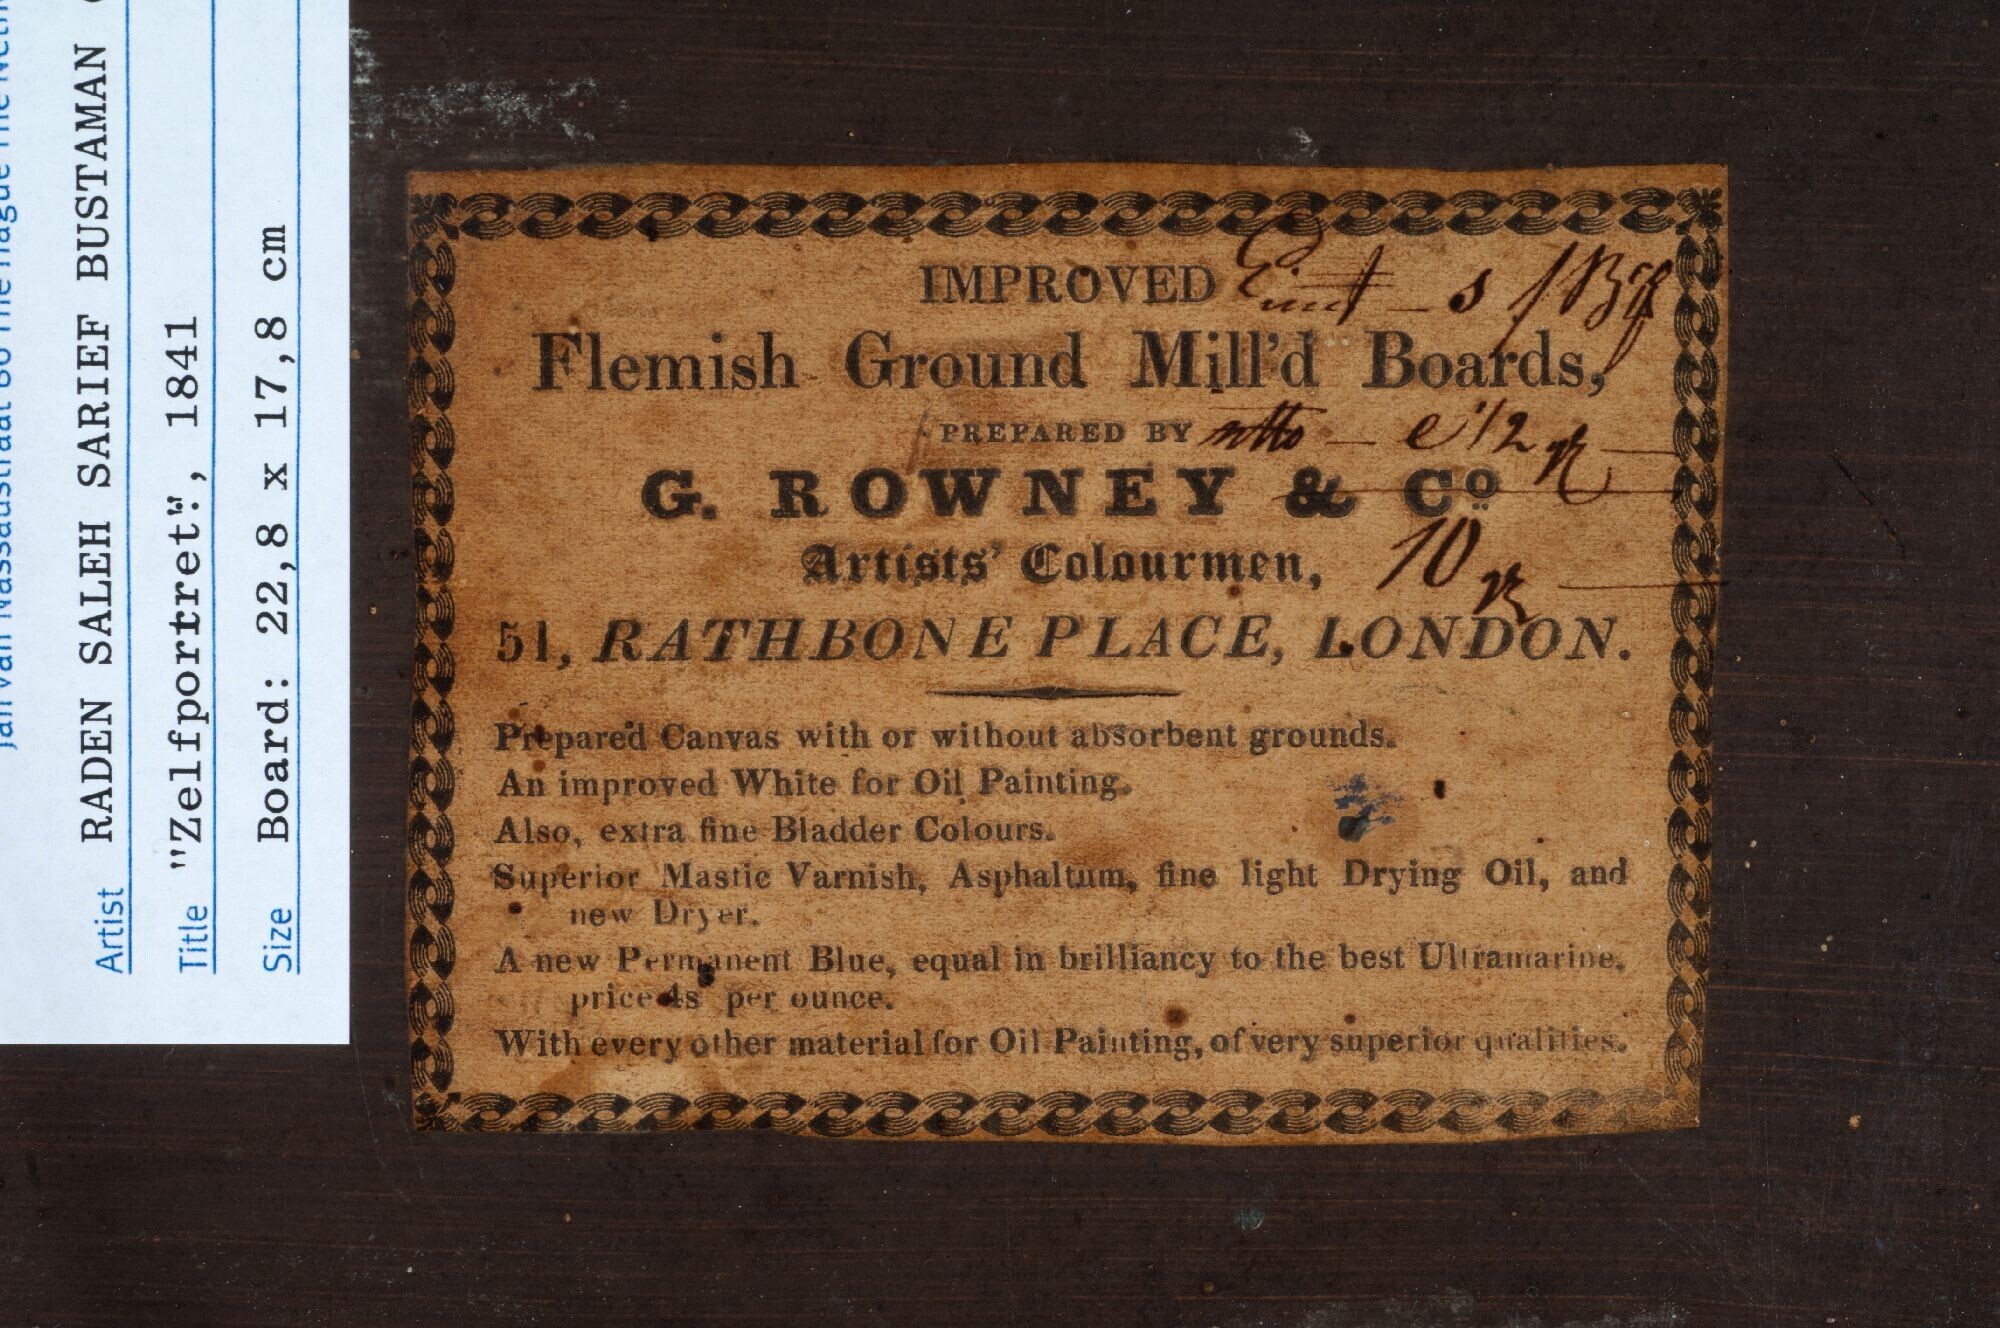 IMPROVED
Flemish Ground Mill'd Boards,
PREPARED BY
G. ROWNEY & Co
Artists' Colourmen,
10
51, RATHBONE PLACE, LONDON.
Prepared Canvas with or without absorbent grounds.
An improved White for Oil Painting.
Also, extra fine Bladder Colours.
Superior Mastic Varnish, Asphaltum, fine light Drying Oil, and
new Dryer.
A new Permanent Blue, equal in brilliancy to the best Ultramarine,
price 4s per ounce.
With every other material for Oil Painting, of very superior qualities.
Jan van Nassaustraat 80 The Hague The
Artist RADEN SALEH SARIEF BUSTAMAN
Title "Zelfportret", 1841
Size Board: 22,8 x 17,8 cm